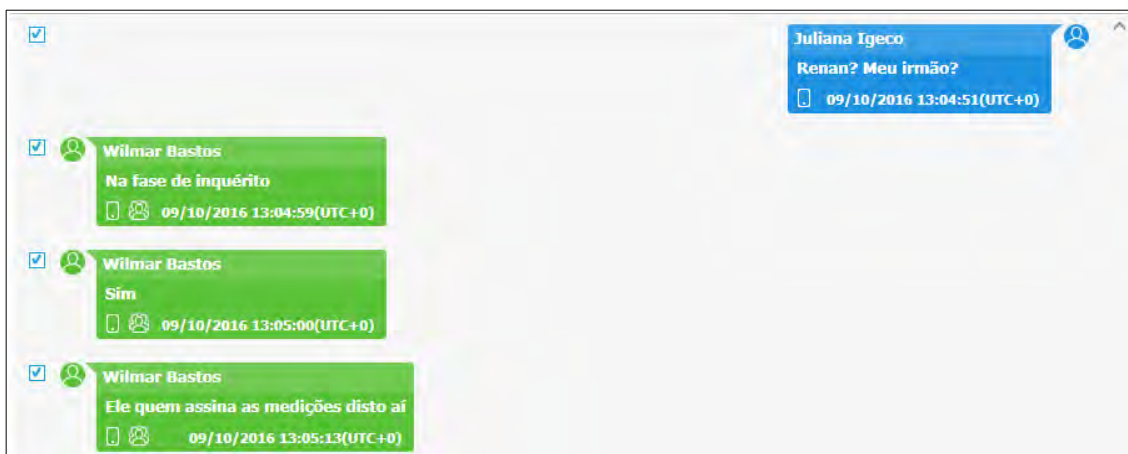 Juliana Igeco
Renan? Meu irmão?
09/10/2016 13:04:51(UTC+0)
Wilmar Bastos
Na fase de inquérito
09/10/2016 13:04:59(UTC+0)
Wilmar Bastos
Sim
09/10/2016 13:05:00(UTC+0)
Wilmar Bastos
Ele quem assina as medições disto aí
09/10/2016 13:05:13(UTC+0)